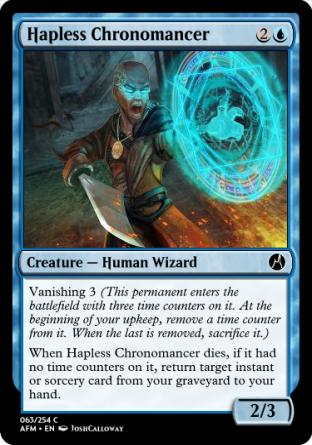 Hapless Chronomancer 2
Creature — Human Wizard
Vanishing 3 (This permanent enters the
battlefield with three time counters on it. At the
beginning of your upkeep, remove a time counter
from it. When the last is removed, sacrifice it.)
When Hapless Chronomancer dies, if it had
no time counters on it, return target instant
or sorcery card from your graveyard to your
hand.
2/3
063/254 C
AFM • EN JoshCalloway